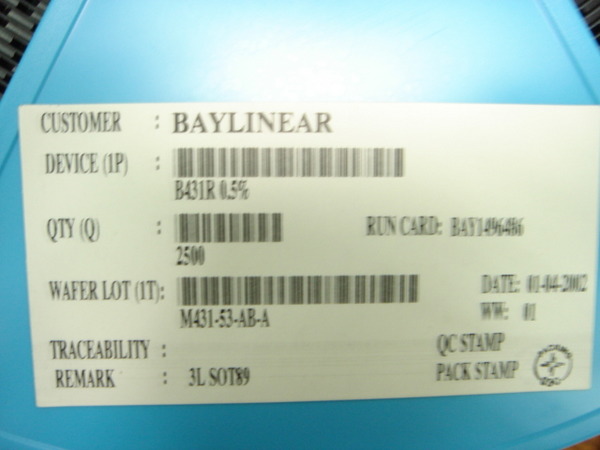 CUSTOMER : BAYLINEAR
DEVICE (1P) :
B431R 0.5%
QTY (Q) : RUN CARD: BAY14964B6
2500
WAFER LOT (1T): DATE: 01-04-2002
M431-53-AB-A WW: 01
TRACEABILITY : QC STAMP
REMARK : 3L SOT89 PACK STAMP